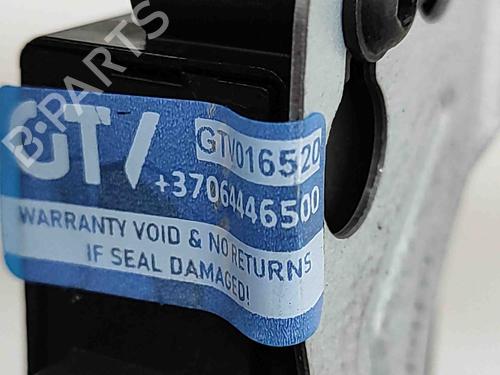 B-PARTS
GTV
GTV016520
+37064446500
WARRANTY VOID & NO RETURNS
IF SEAL DAMAGED!